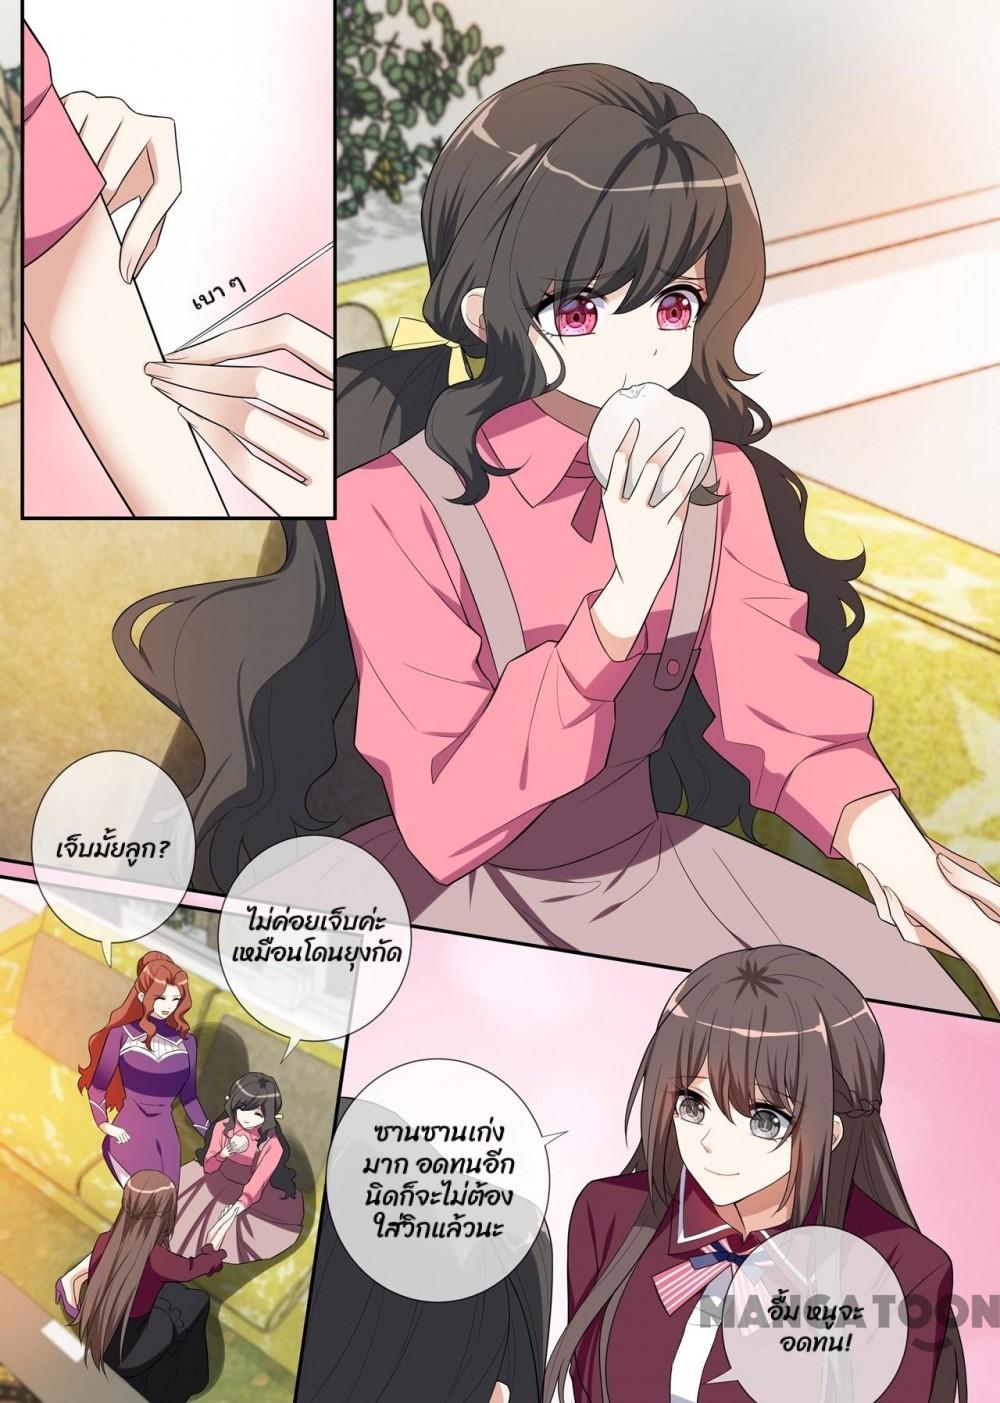 เบา ๆ
เจ็บมั้ยลูก?
ไม่ค่อยเจ็บค่ะ
เหมือนโดนยุงกัด
ซานซานเก่ง
มาก อดทนอีก
นิดก็จะไม่ต้อง
ใส่วิกแล้วนะ
อื้ม หนูจะ
อดทน!
MANGATOON